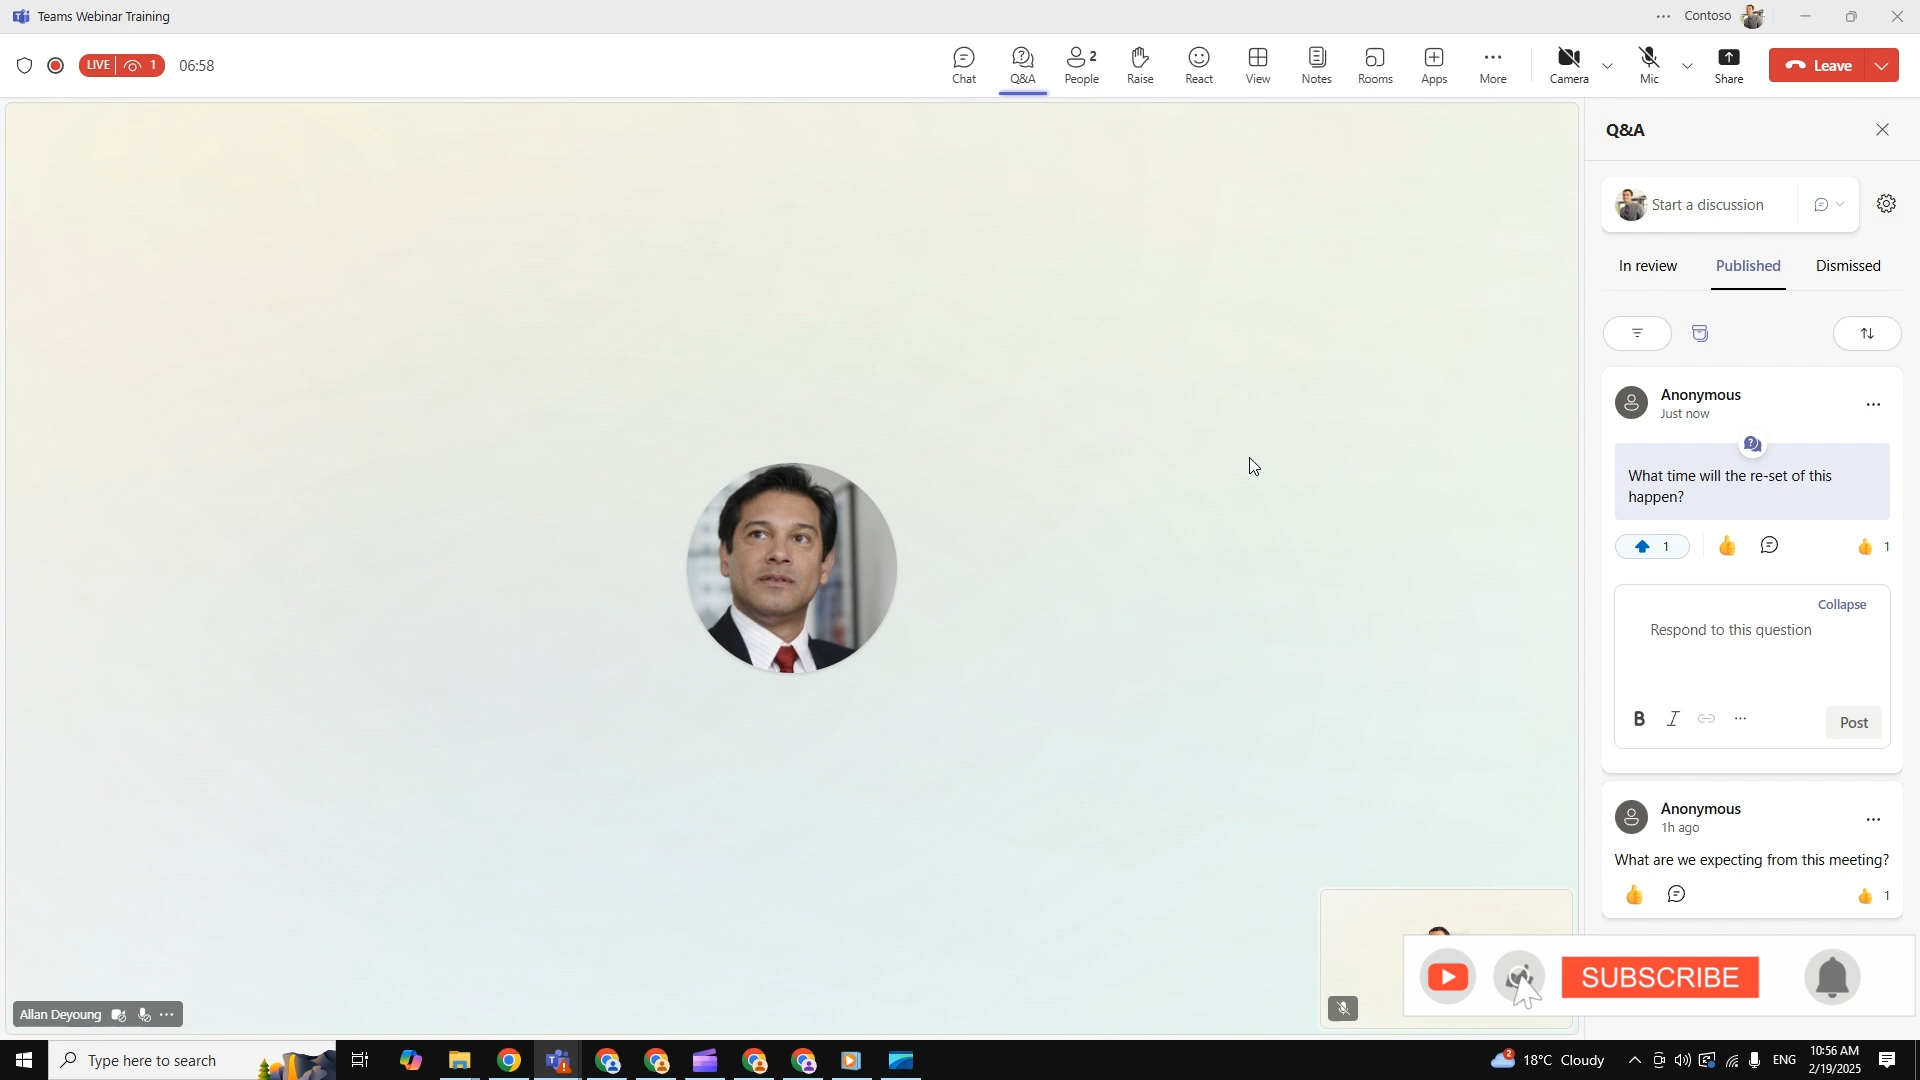 Teams Webinar Training
Contoso
LIVE 1 06:58
Chat
Q&A
People 2
Raise
React
View
Notes
Rooms
Apps
More
Camera
Mic
Share
Leave
Q&A
Start a discussion
In review
Published
Dismissed
Anonymous
Just now
What time will the re-set of this
happen?
1
1
Collapse
Respond to this question
B I
Post
Anonymous
1h ago
What are we expecting from this meeting?
1
SUBSCRIBE
Allan Deyoung
Type here to search
2
18°C Cloudy
ENG
10:56 AM
2/19/2025